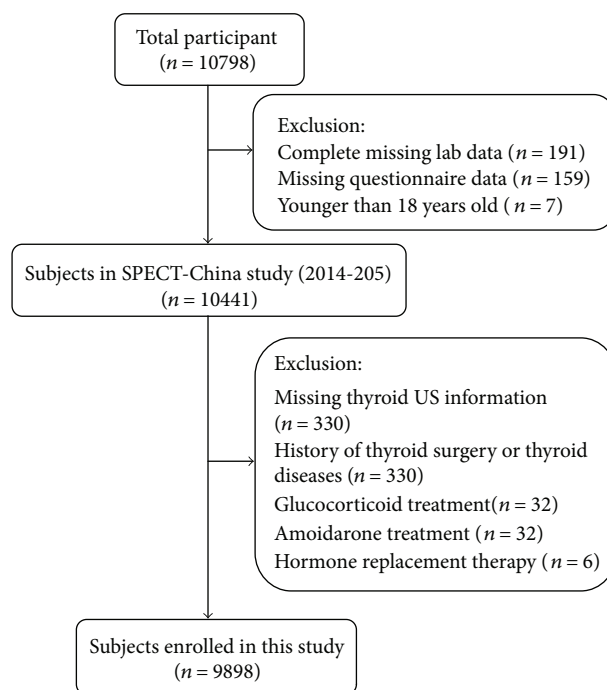 Total participant
(n = 10798)
Exclusion:
Complete missing lab data (n = 191)
Missing questionnaire data (n = 159)
Younger than 18 years old ( n = 7)
Subjects in SPECT-China study (2014-205)
(n = 10441)
Exclusion:
Missing thyroid US information
(n = 330)
History of thyroid surgery or thyroid
diseases (n = 330)
Glucocorticoid treatment(n = 32)
Amoidarone treatment (n = 32)
Hormone replacement therapy (n = 6)
Subjects enrolled in this study
(n = 9898)